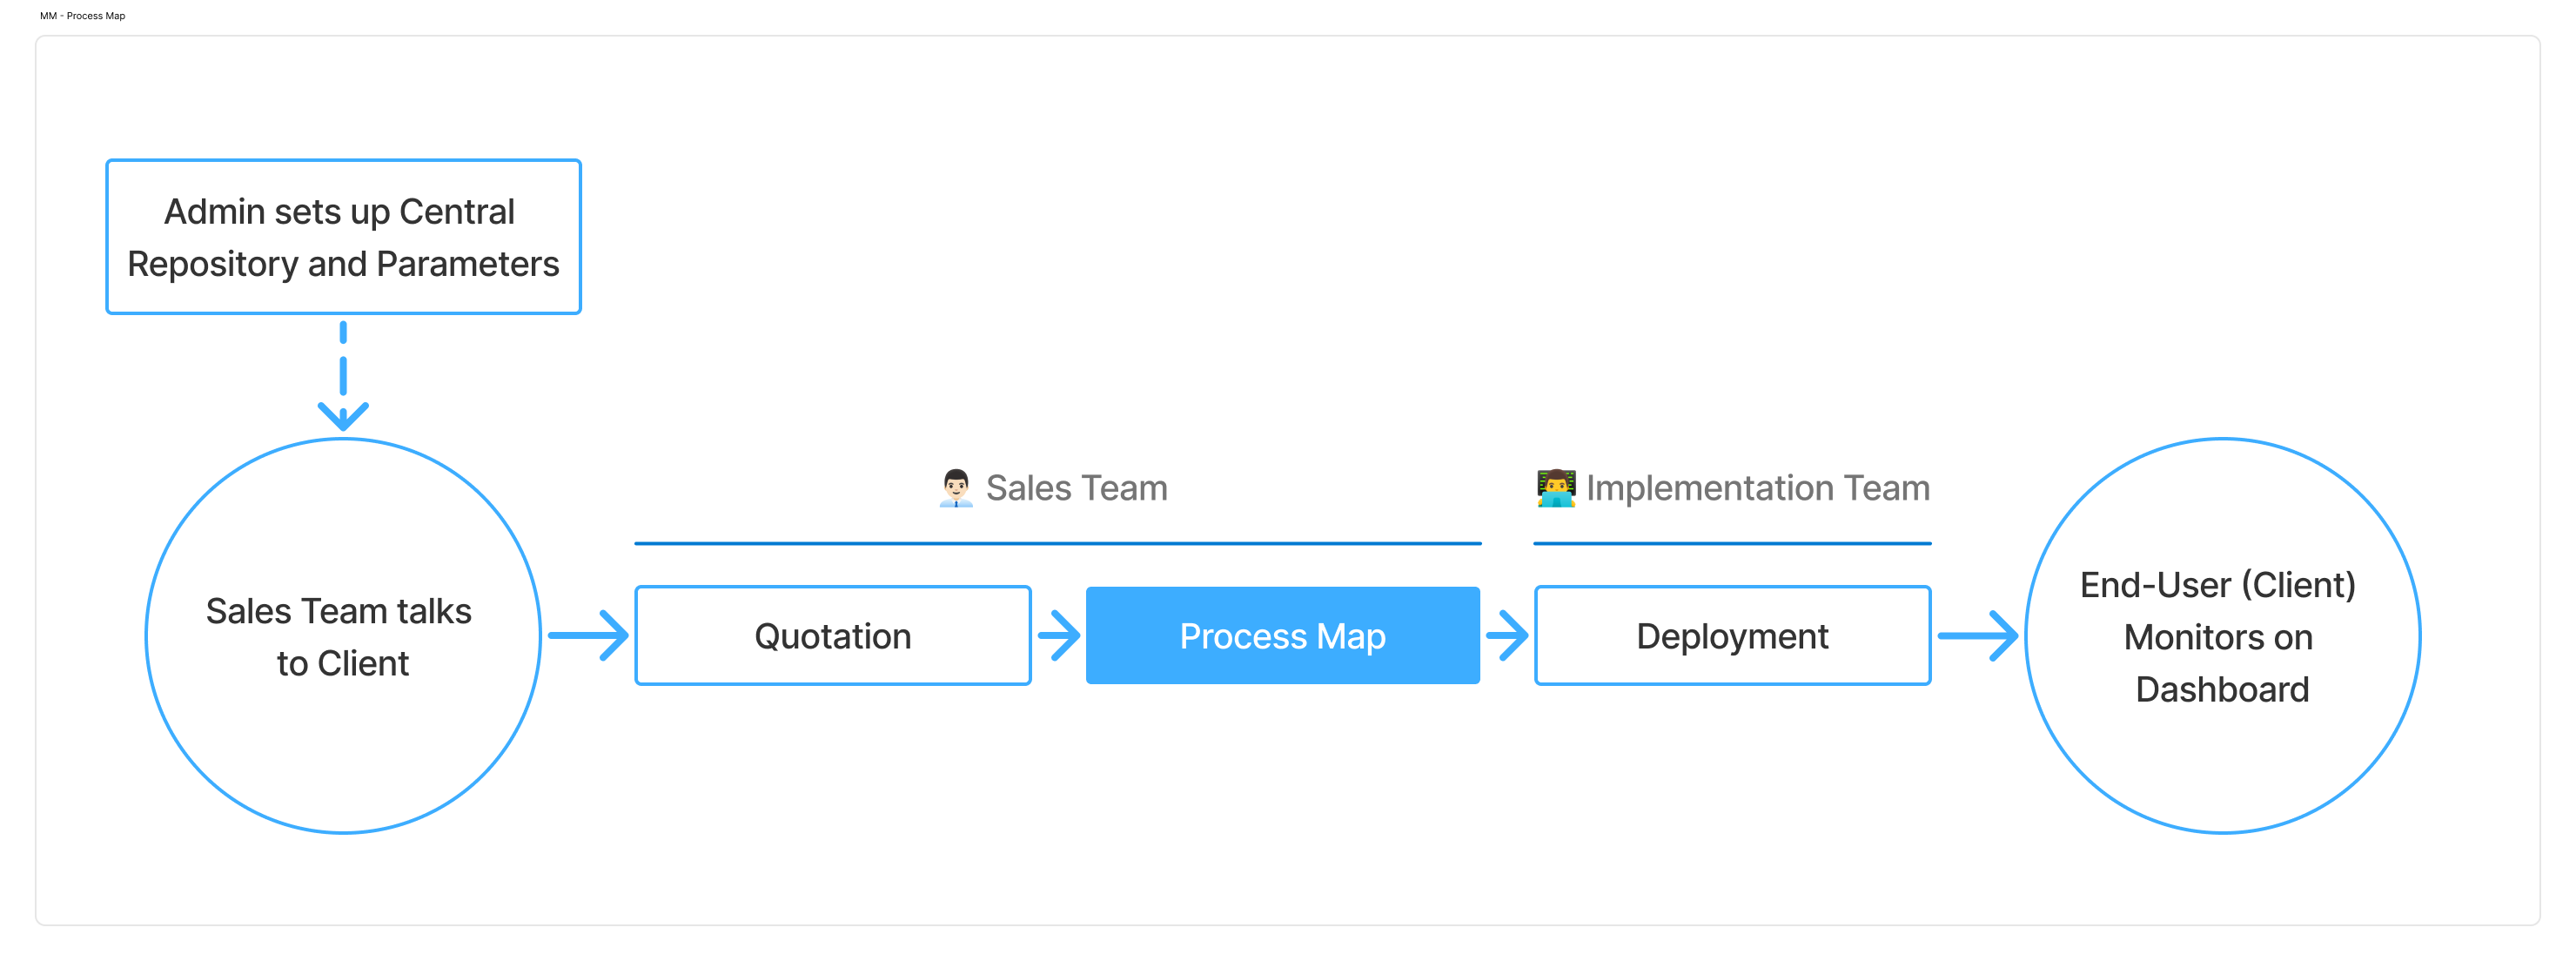 MM - Process Map
Admin sets up Central
Repository and Parameters
Sales Team talks
to Client
Sales Team
Implementation Team
Quotation
Process Map
Deployment
End-User (Client)
Monitors on
Dashboard